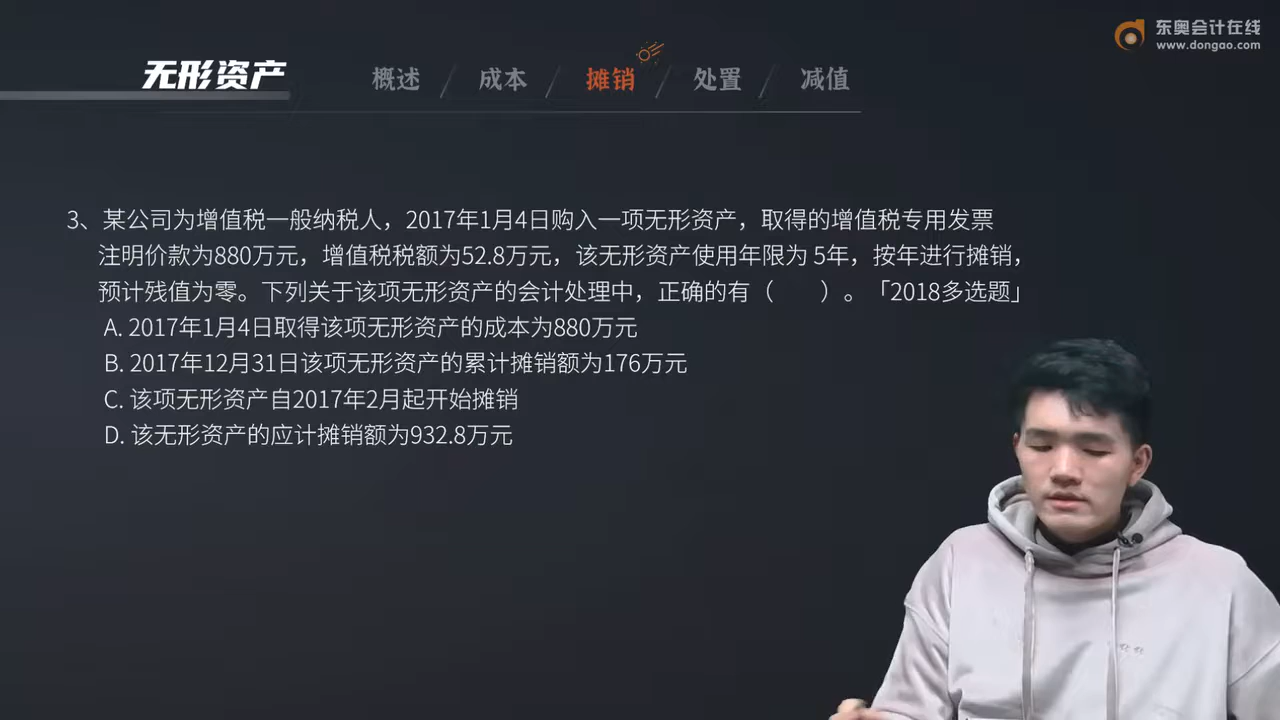 东奥会计在线
www.dongao.com
无形资产
概述 / 成本 / 摊销 / 处置 / 减值
3、某公司为增值税一般纳税人，2017年1月4日购入一项无形资产，取得的增值税专用发票
注明价款为880万元，增值税税额为52.8万元，该无形资产使用年限为 5年，按年进行摊销，
预计残值为零。下列关于该项无形资产的会计处理中，正确的有（　　）。「2018多选题」
A. 2017年1月4日取得该项无形资产的成本为880万元
B. 2017年12月31日该项无形资产的累计摊销额为176万元
C. 该项无形资产自2017年2月起开始摊销
D. 该无形资产的应计摊销额为932.8万元